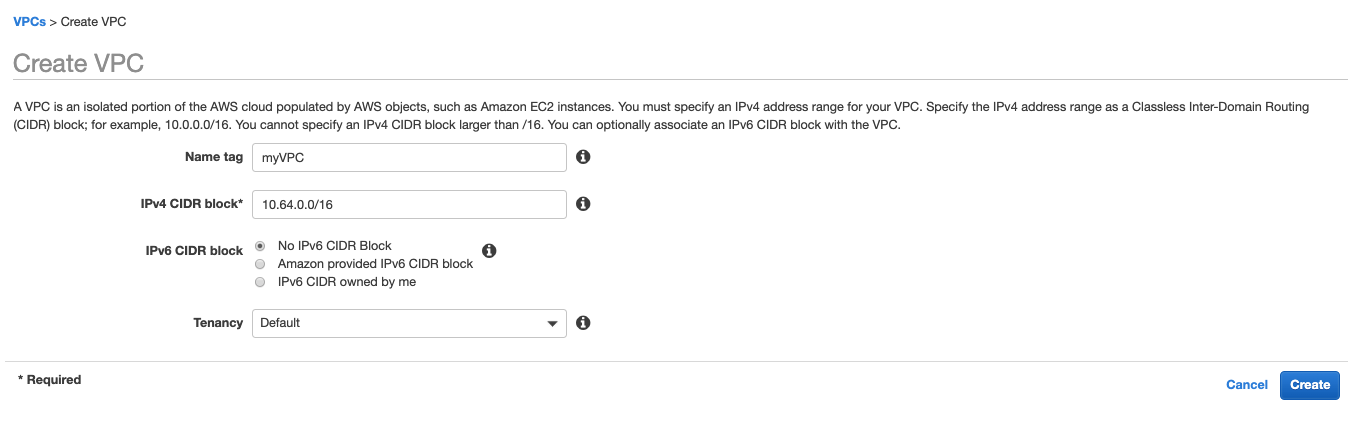 VPCs > Create VPC
Create VPC
A VPC is an isolated portion of the AWS cloud populated by AWS objects, such as Amazon EC2 instances. You must specify an IPv4 address range for your VPC. Specify the IPv4 address range as a Classless Inter-Domain Routing
(CIDR) block; for example, 10.0.0.0/16. You cannot specify an IPv4 CIDR block larger than /16. You can optionally associate an IPv6 CIDR block with the VPC.
Name tag myVPC
IPv4 CIDR block* 10.64.0.0/16
IPv6 CIDR block No IPv6 CIDR Block
Amazon provided IPv6 CIDR block
IPv6 CIDR owned by me
Tenancy Default
* Required
Cancel Create